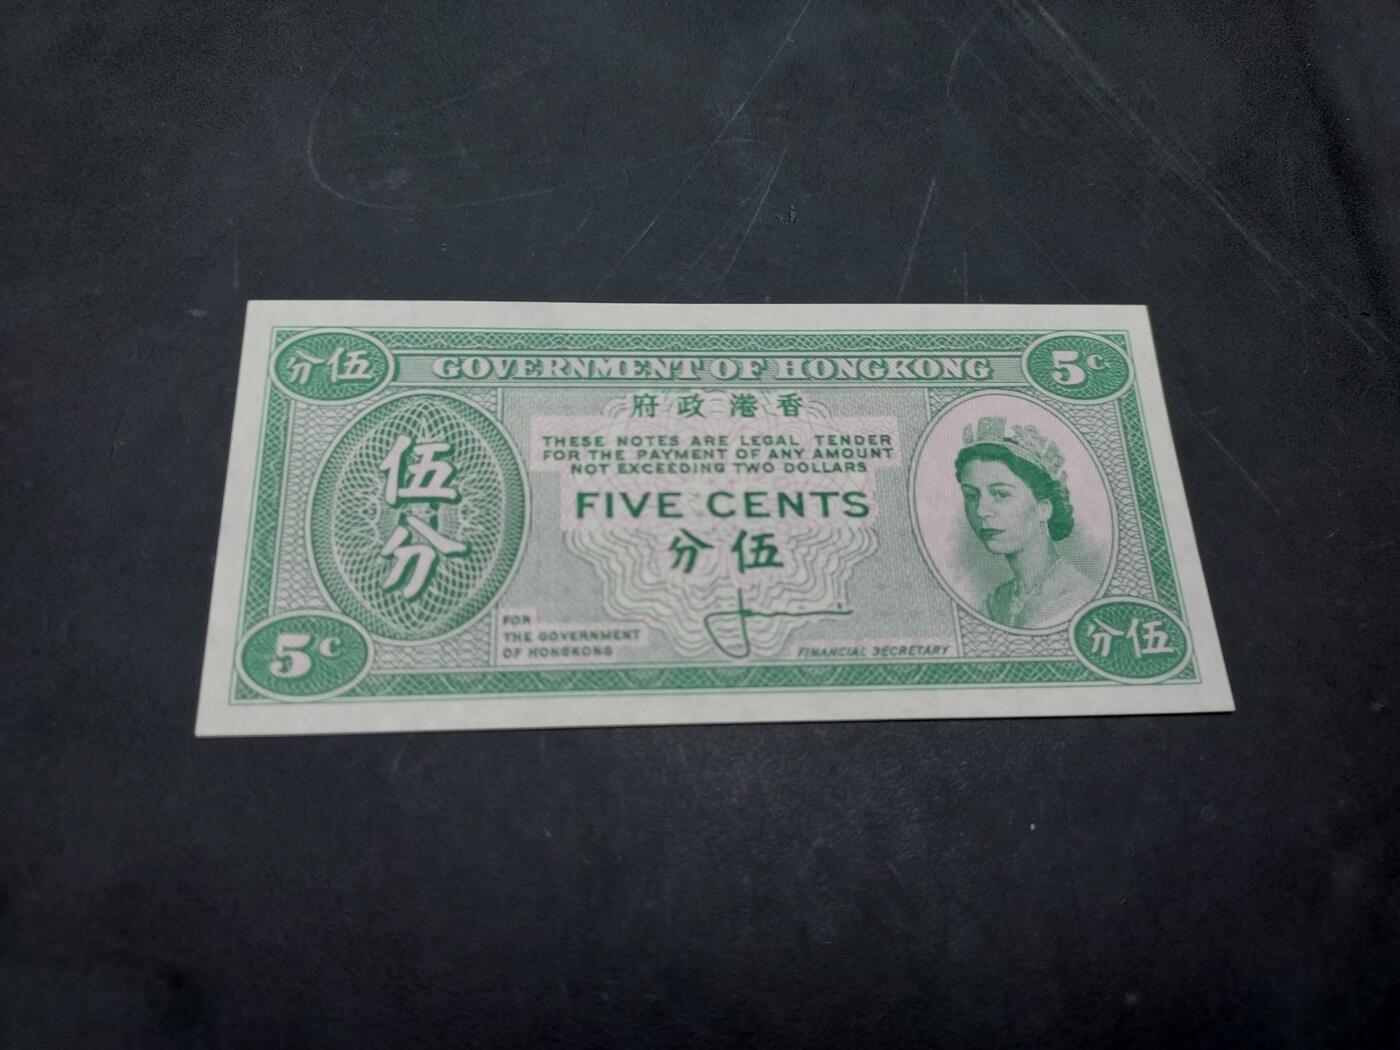 分伍
GOVERNMENT OF HONGKONG
5c
府政港香
THESE NOTES ARE LEGAL TENDER
FOR THE PAYMENT OF ANY AMOUNT
NOT EXCEEDING TWO DOLLARS
伍
分
FIVE CENTS
分伍
FOR
THE GOVERNMENT
OF HONGKONG
FINANCIAL SECRETARY
5c
分伍